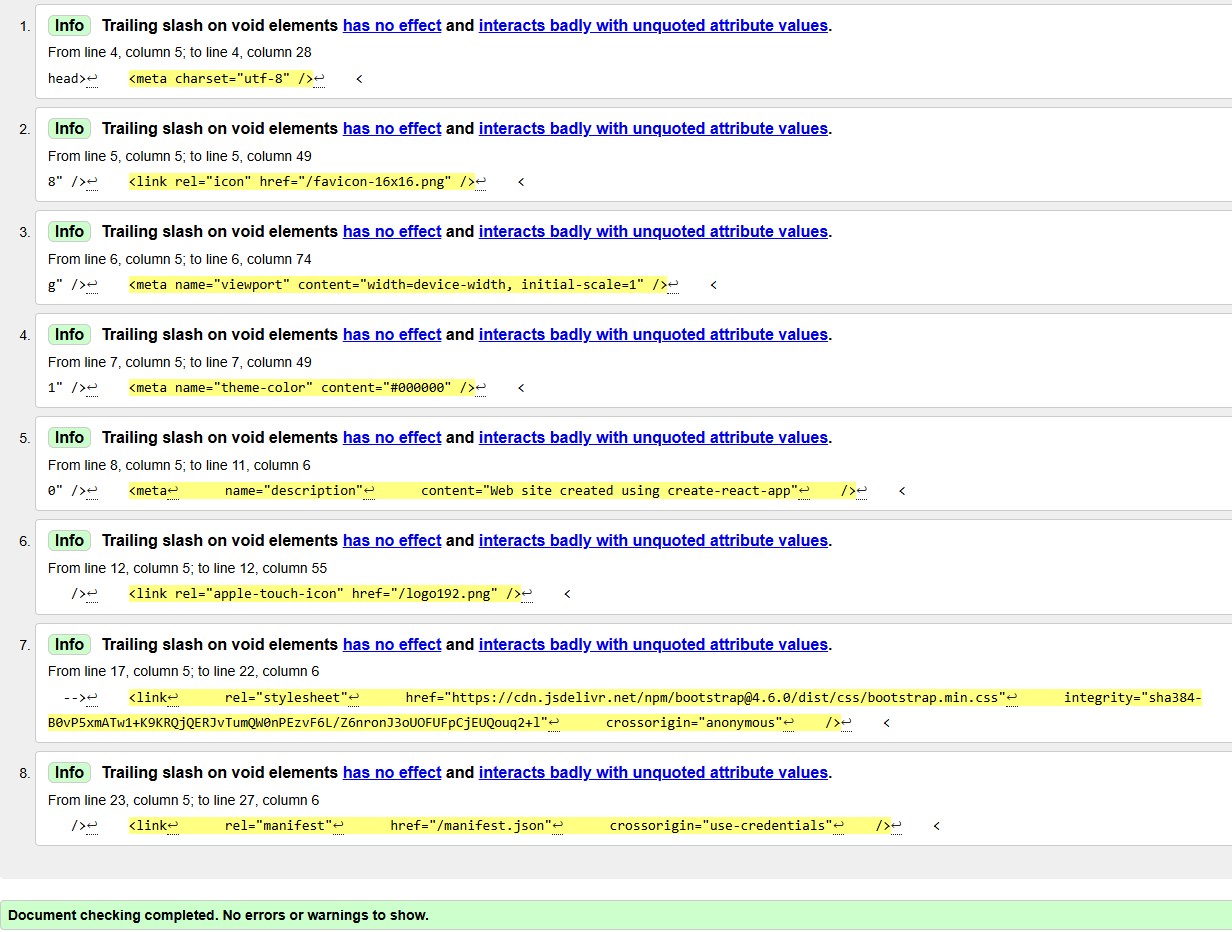 1. Info Trailing slash on void elements has no effect and interacts badly with unquoted attribute values.
From line 4, column 5; to line 4, column 28
head>↩    <meta charset="utf-8" />↩    <
2. Info Trailing slash on void elements has no effect and interacts badly with unquoted attribute values.
From line 5, column 5; to line 5, column 49
8" />↩    <link rel="icon" href="/favicon-16x16.png" />↩    <
3. Info Trailing slash on void elements has no effect and interacts badly with unquoted attribute values.
From line 6, column 5; to line 6, column 74
g" />↩    <meta name="viewport" content="width=device-width, initial-scale=1" />↩    <
4. Info Trailing slash on void elements has no effect and interacts badly with unquoted attribute values.
From line 7, column 5; to line 7, column 49
1" />↩    <meta name="theme-color" content="#000000" />↩    <
5. Info Trailing slash on void elements has no effect and interacts badly with unquoted attribute values.
From line 8, column 5; to line 11, column 6
0" />↩    <meta↩      name="description"↩      content="Web site created using create-react-app"↩    />↩    <
6. Info Trailing slash on void elements has no effect and interacts badly with unquoted attribute values.
From line 12, column 5; to line 12, column 55
/>↩    <link rel="apple-touch-icon" href="/logo192.png" />↩    <
7. Info Trailing slash on void elements has no effect and interacts badly with unquoted attribute values.
From line 17, column 5; to line 22, column 6
-->↩    <link↩      rel="stylesheet"↩      href="https://cdn.jsdelivr.net/npm/bootstrap@4.6.0/dist/css/bootstrap.min.css"↩      integrity="sha384-
B0vP5xmATw1+K9KRQjQERJvTumQW0nPEzvF6L/Z6nronJ3oUOFUFpCjEUQouq2+l"↩      crossorigin="anonymous"↩    />↩    <
8. Info Trailing slash on void elements has no effect and interacts badly with unquoted attribute values.
From line 23, column 5; to line 27, column 6
/>↩    <link↩      rel="manifest"↩      href="/manifest.json"↩      crossorigin="use-credentials"↩    />↩    <
Document checking completed. No errors or warnings to show.